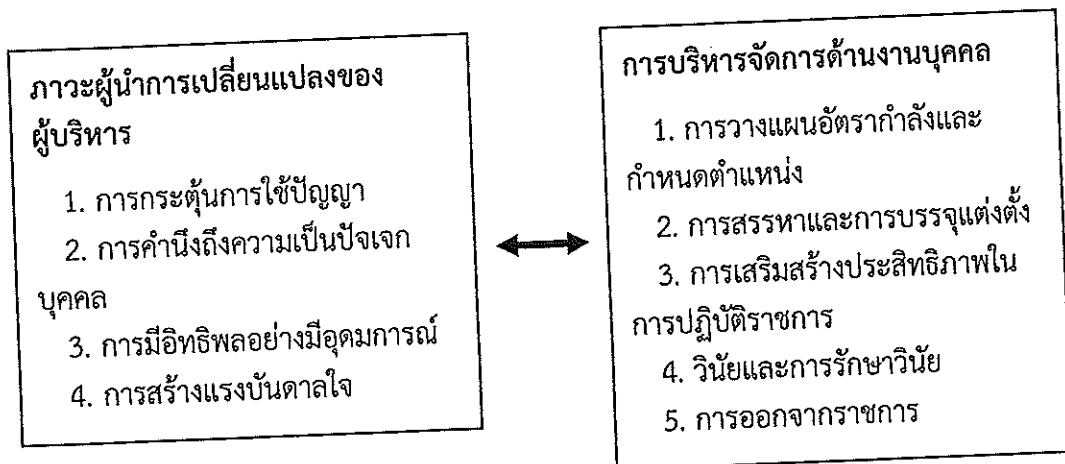 ภาวะผู้นำการเปลี่ยนแปลงของ
ผู้บริหาร
1. การกระตุ้นการใช้ปัญญา
2. การคำนึงถึงความเป็นปัจเจก
บุคคล
3. การมีอิทธิพลอย่างมีอุดมการณ์
4. การสร้างแรงบันดาลใจ
การบริหารจัดการด้านงานบุคคล
1. การวางแผนอัตรากำลังและ
กำหนดตำแหน่ง
2. การสรรหาและการบรรจุแต่งตั้ง
3. การเสริมสร้างประสิทธิภาพใน
การปฏิบัติราชการ
4. วินัยและการรักษาวินัย
5. การออกจากราชการ